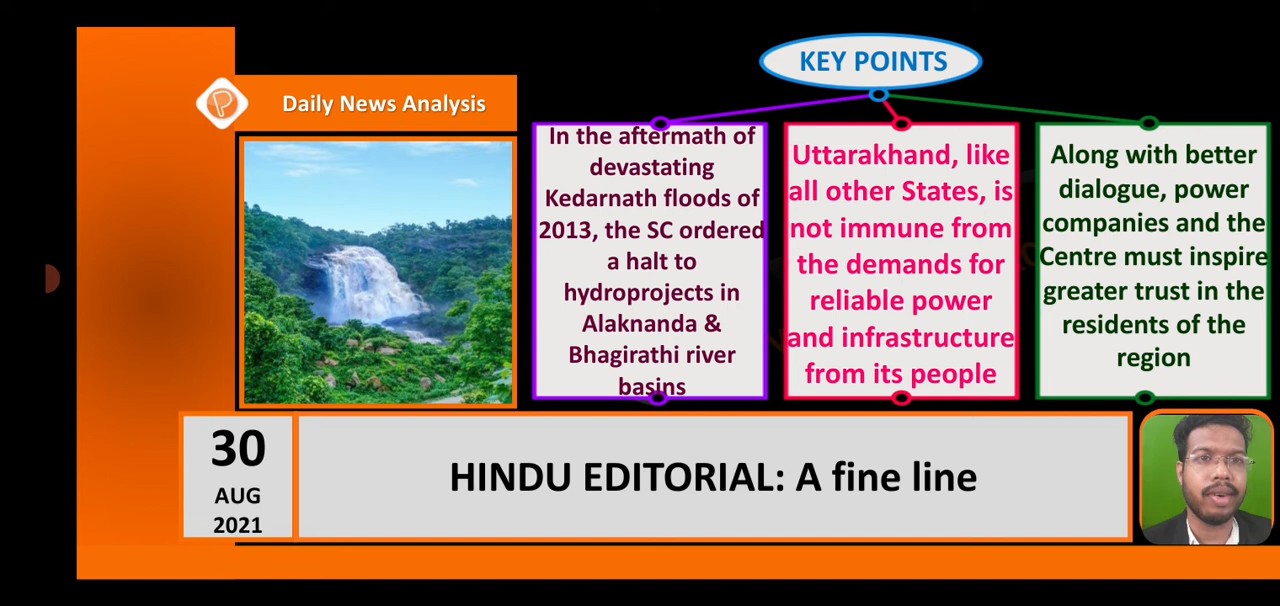 KEY POINTS
Daily News Analysis
In the aftermath of
devastating
Kedarnath floods of
2013, the SC ordered
a halt to
hydroprojects in
Alaknanda &
Bhagirathi river
basins
Uttarakhand, like
all other States, is
not immune from
the demands for
reliable power
and infrastructure
from its people
Along with better
dialogue, power
companies and the
Centre must inspire
greater trust in the
residents of the
region
30
AUG
2021
HINDU EDITORIAL: A fine line